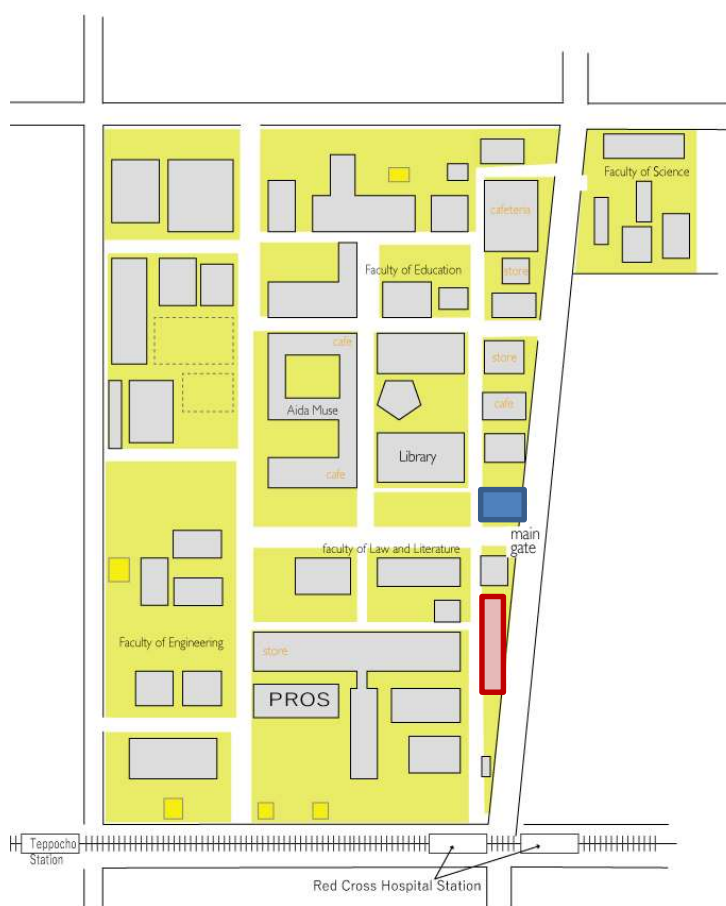 Faculty of Science
cafeteria
Faculty of Education
store
cafe
store
Aida Muse
cafe
Library
cafe
main
gate
faculty of Law and Literature
Faculty of Engineering
store
PROS
Teppocho
Station
Red Cross Hospital Station